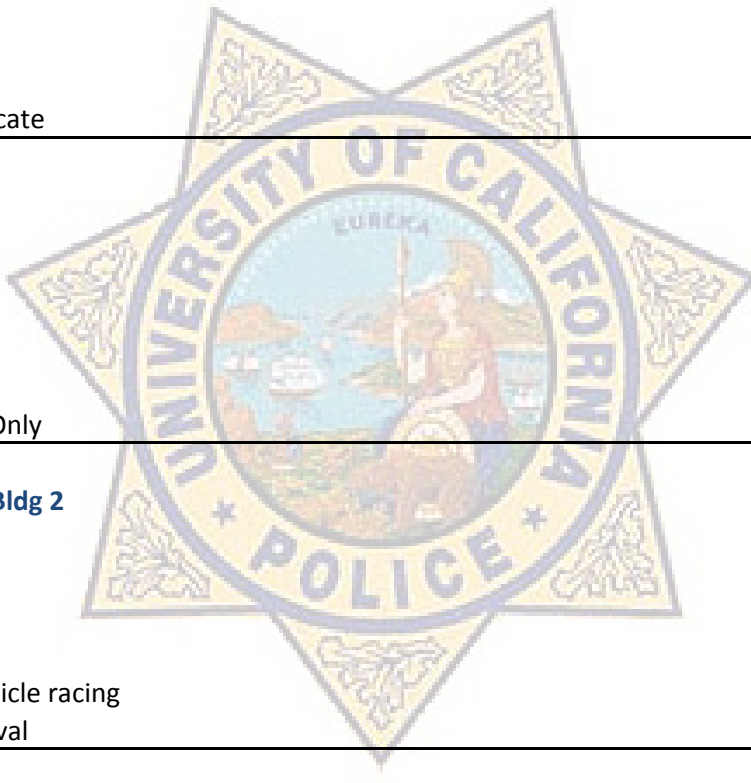 cate
UNIVERSITY OF CALIFORNIA
EUREKA
Only
Bldg 2
POLICE
icle racing
val